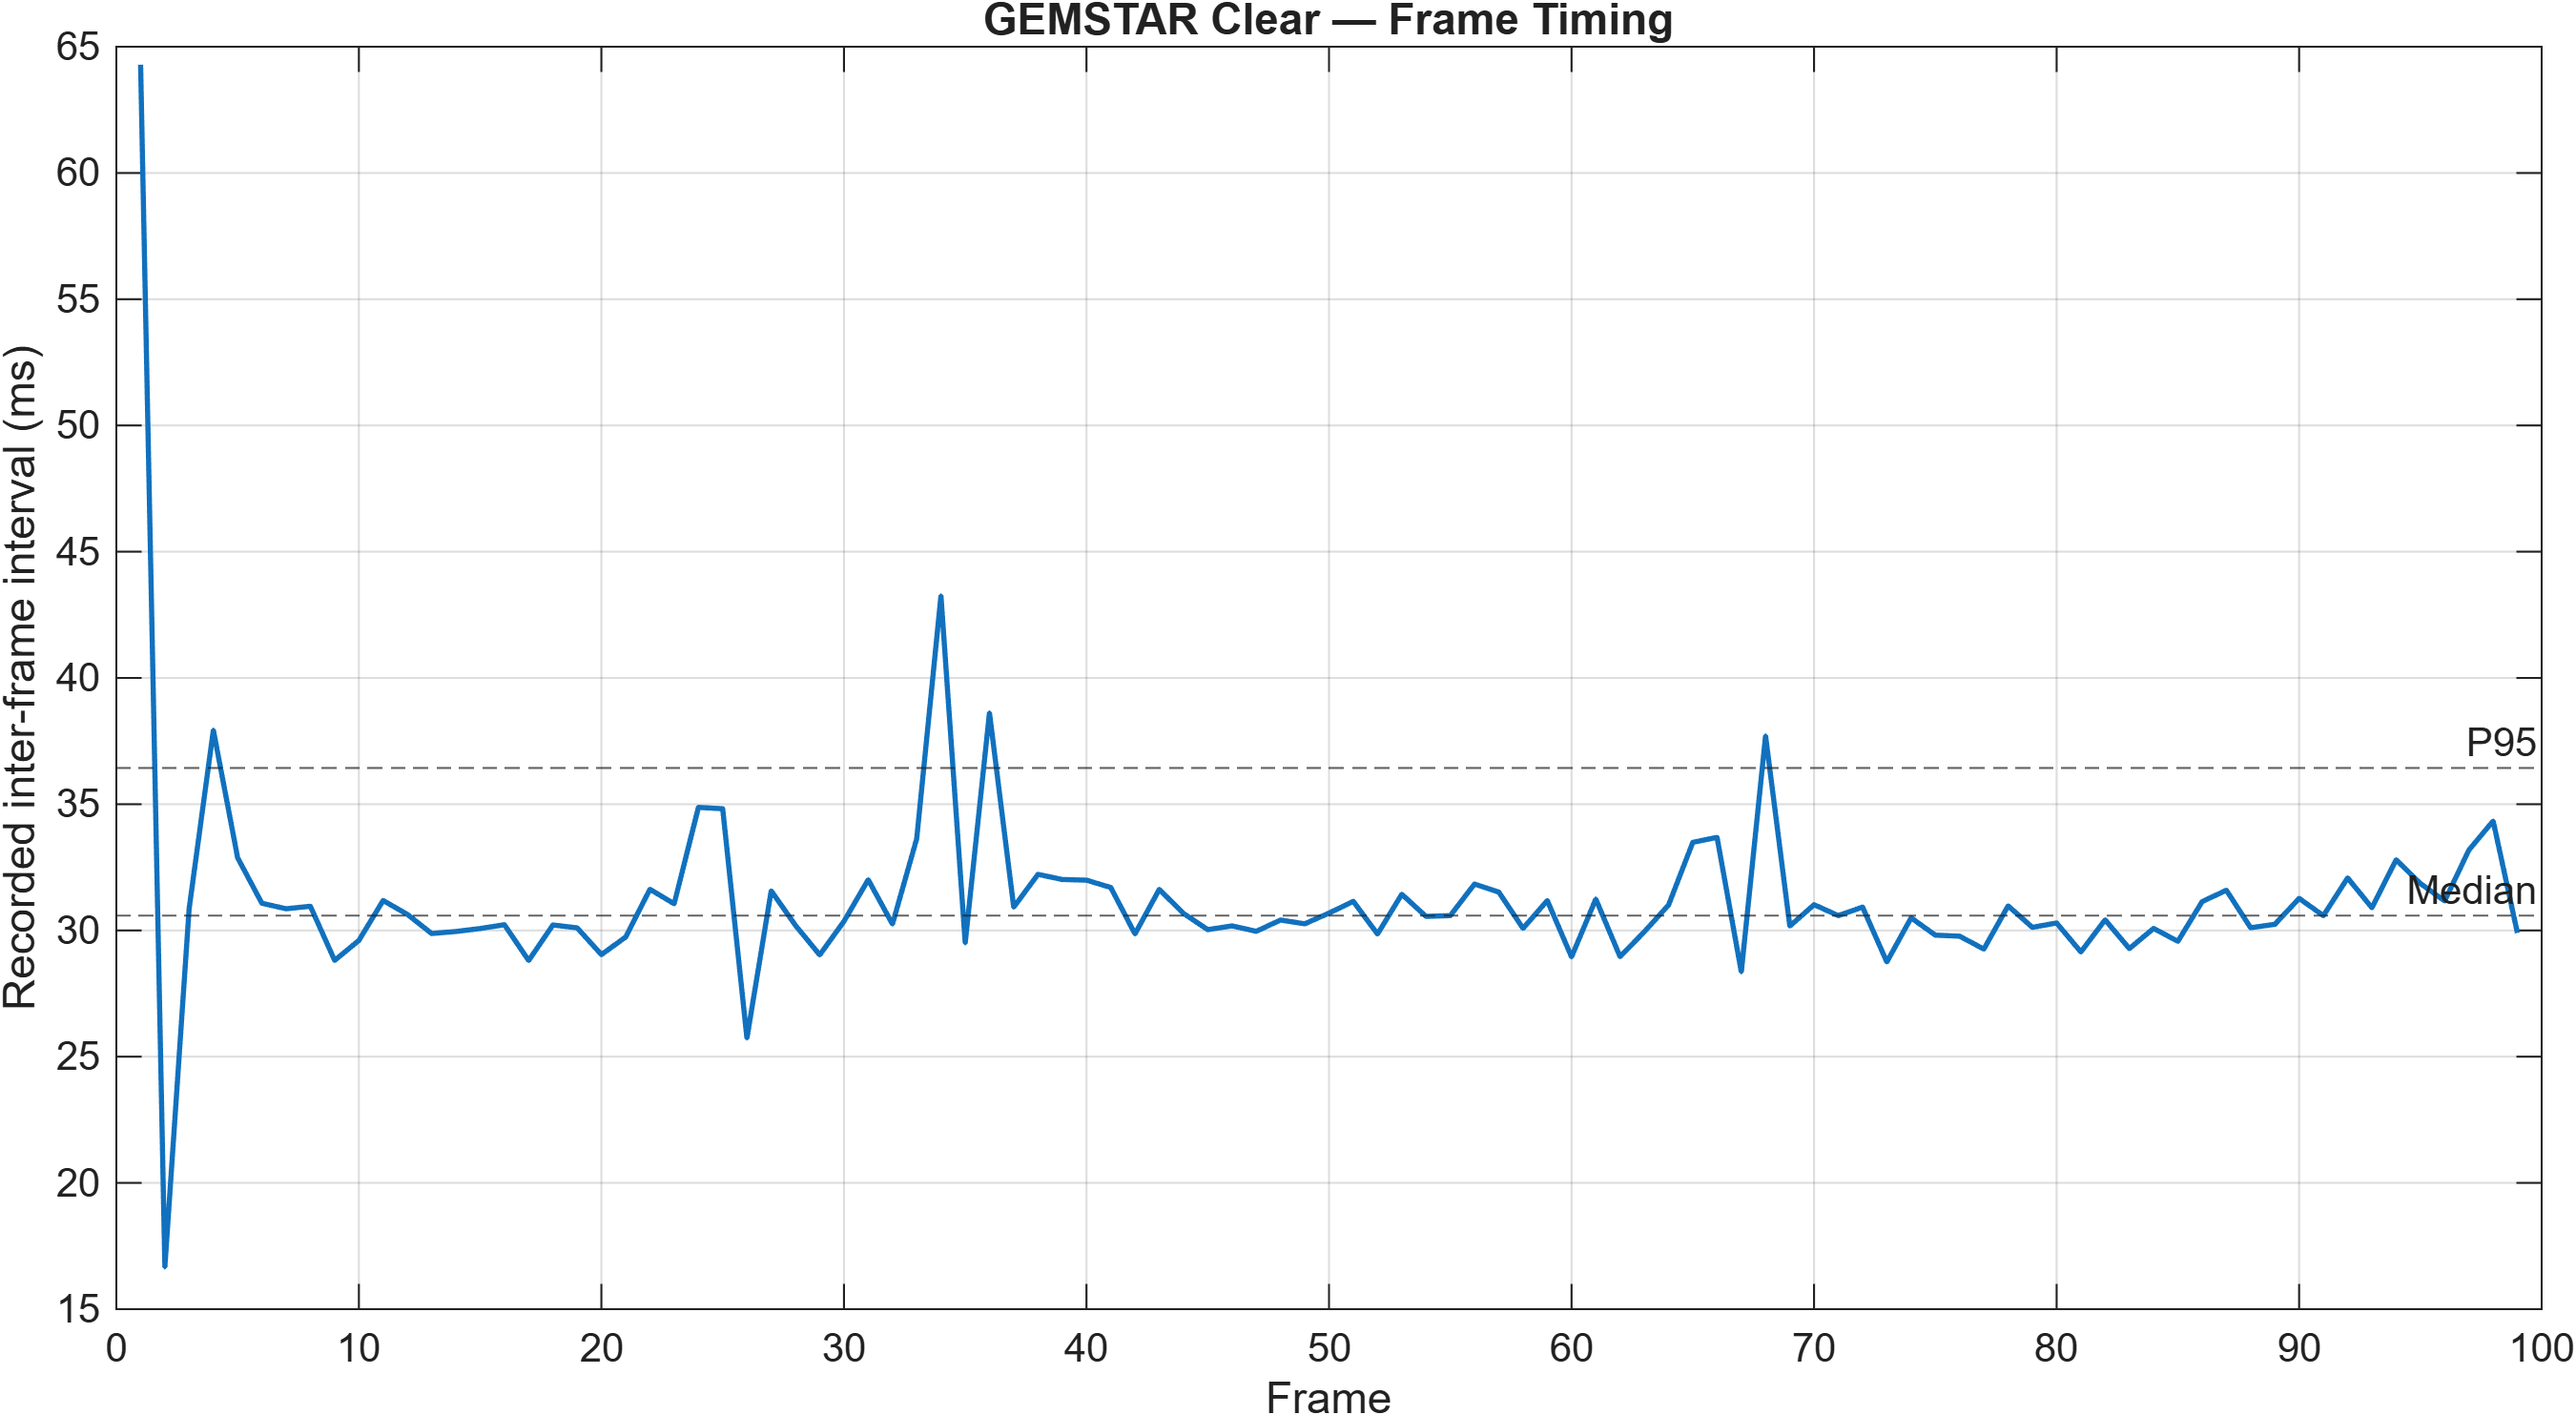 GEMSTAR Clear — Frame Timing
Recorded inter-frame interval (ms)
65
60
55
50
45
40
35
30
25
20
15
P95
Median
0 10 20 30 40 50 60 70 80 90 100
Frame